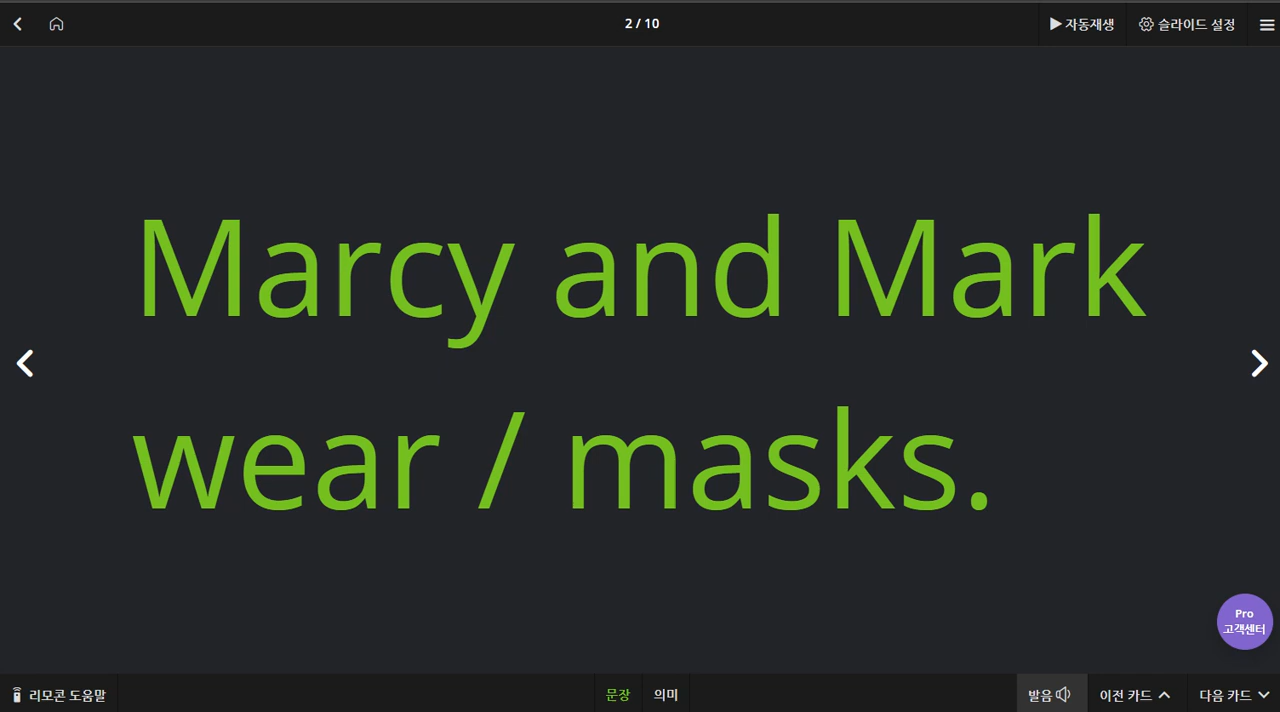 2 / 10
자동재생
슬라이드 설정
Marcy and Mark
wear / masks.
Pro
고객센터
리모콘 도움말
문장
의미
발음
이전 카드
다음 카드